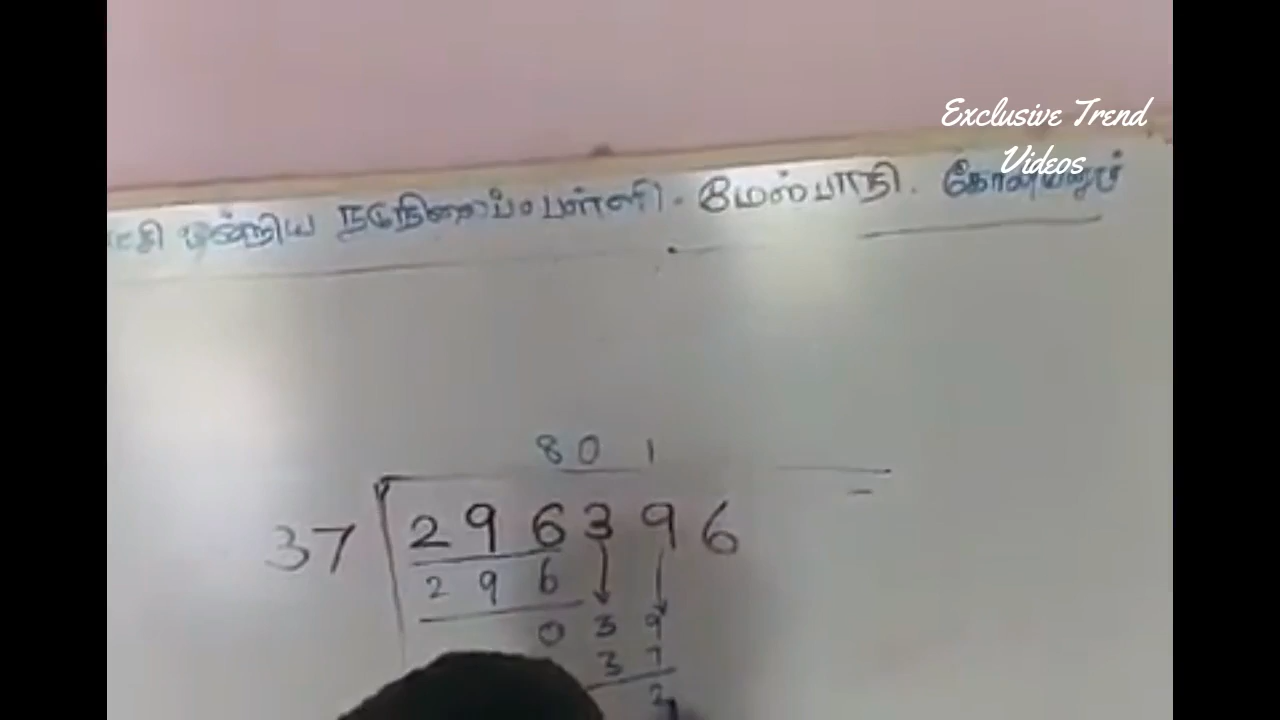 Exclusive Trend
Videos
ஒன்றிய நடுநிலைப்பள்ளி - மேல்பாதி.
8 0 1
37 2 9 6 3 9 6
2 9 6
0 3 9
3 7
2